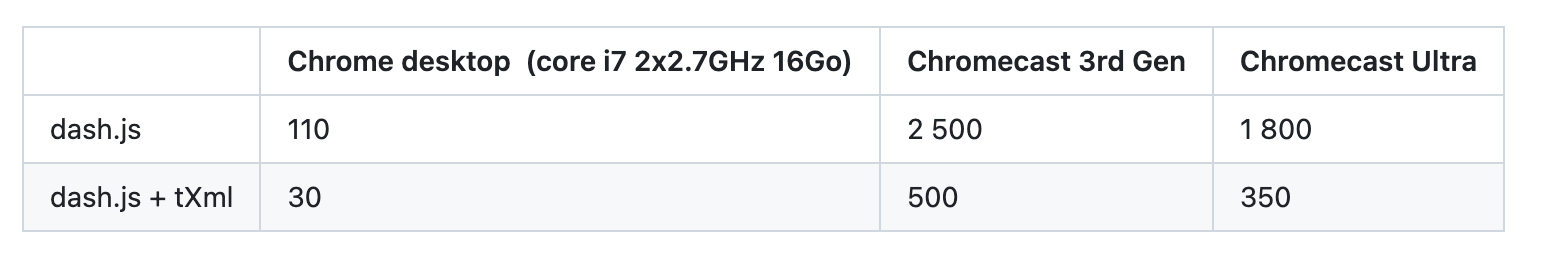 Chrome desktop  (core i7 2x2.7GHz 16Go) Chromecast 3rd Gen Chromecast Ultra
dash.js 110 2 500 1 800
dash.js + tXml 30 500 350